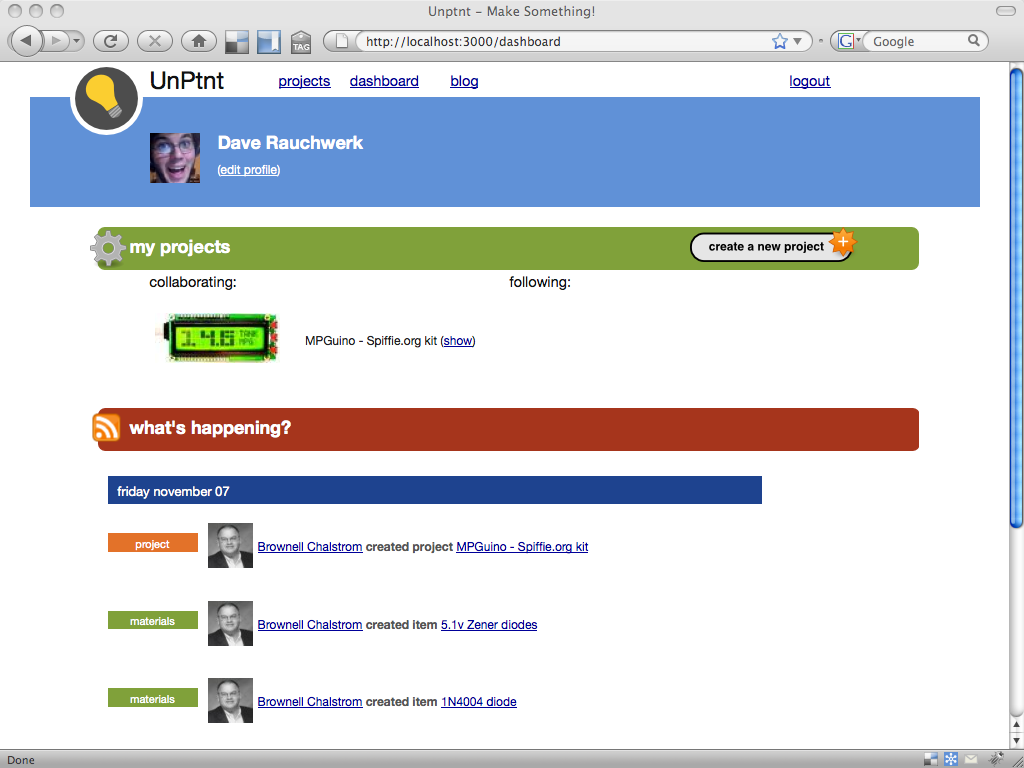 Unptnt - Make Something!
TAG
http://localhost:3000/dashboard
G
Google
UnPtnt
projects dashboard blog logout
Dave Rauchwerk
(edit profile)
my projects
create a new project +
collaborating: following:
14.6 TANK MPG
MPGuino - Spiffie.org kit (show)
what's happening?
friday november 07
project Brownell Chalstrom created project MPGuino - Spiffie.org kit
materials Brownell Chalstrom created item 5.1v Zener diodes
materials Brownell Chalstrom created item 1N4004 diode
Done